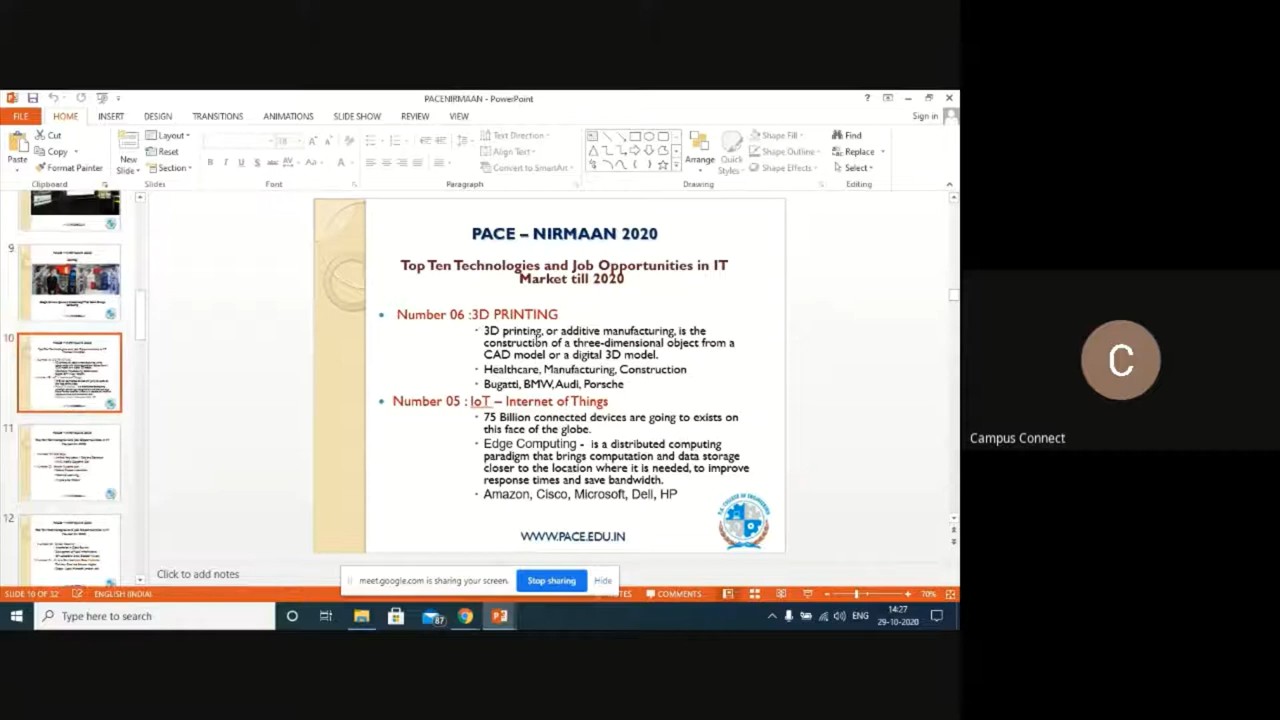 PACENIRMAAN - PowerPoint
Sign in
FILE HOME INSERT DESIGN TRANSITIONS ANIMATIONS SLIDE SHOW REVIEW VIEW
Paste
Cut
Copy
Format Painter
Clipboard
New
Slide
Layout
Reset
Section
Slides
Font
Text Direction
Align Text
Convert to SmartArt
Paragraph
Arrange
Quick
Styles
Shape Fill
Shape Outline
Shape Effects
Drawing
Find
Replace
Select
Editing
9
10
11
12
PACE – NIRMAAN 2020
Top Ten Technologies and Job Opportunities in IT
Market till 2020
• Number 06 :3D PRINTING
• 3D printing, or additive manufacturing, is the
construction of a three-dimensional object from a
CAD model or a digital 3D model.
• Healthcare, Manufacturing, Construction
• Bugatti, BMW, Audi, Porsche
• Number 05 : IoT – Internet of Things
• 75 Billion connected devices are going to exists on
this face of the globe.
• Edge Computing - is a distributed computing
paradigm that brings computation and data storage
closer to the location where it is needed, to improve
response times and save bandwidth.
• Amazon, Cisco, Microsoft, Dell, HP
WWW.PACE.EDU.IN
Click to add notes
meet.google.com is sharing your screen. Stop sharing Hide
SLIDE 10 OF 32 ENGLISH (INDIA) COMMENTS 70%
Type here to search
87
ENG
14:27
29-10-2020
C
Campus Connect